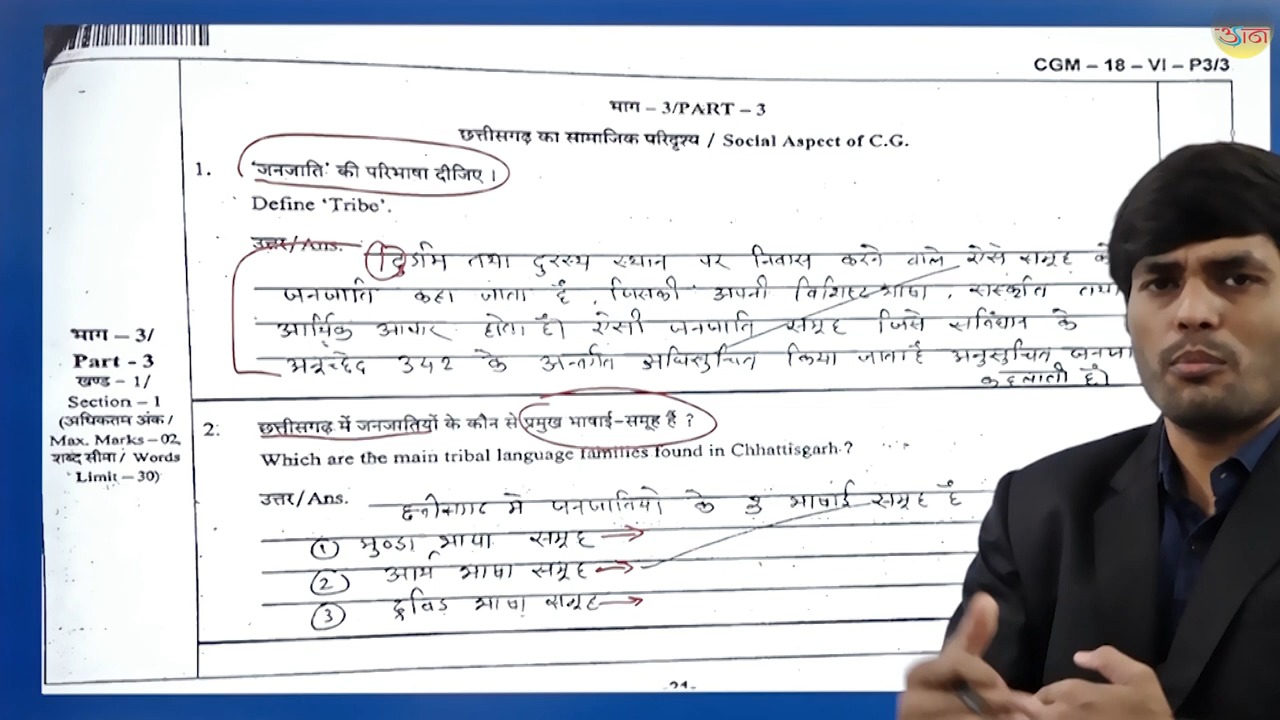 उड़ान
CGM – 18 – VI – P3/3
भाग – 3/PART – 3
छत्तीसगढ़ का सामाजिक परिदृश्य / Social Aspect of C.G.
1. 'जनजाति' की परिभाषा दीजिए।
Define 'Tribe'.
उत्तर/Ans.
दुर्गम तथा दुरस्थ स्थान पर निवास करने वाले ऐसे समूह को
जनजाति कहा जाता है, जिसकी अपनी विशिष्ट भाषा, संस्कृति तथा
आर्थिक आधार होता है। ऐसी जनजाति समूह जिसे संविधान के
अनुच्छेद 342 के अन्तर्गत अधिसुचित किया जाता है अनुसुचित जनजा
कहलाती है।
भाग – 3/
Part - 3
खण्ड – 1/
Section – 1
(अधिकतम अंक/
Max. Marks – 02,
शब्द सीमा/ Words
Limit – 30)
2. छत्तीसगढ़ में जनजातियों के कौन से प्रमुख भाषाई-समूह हैं ?
Which are the main tribal language families found in Chhattisgarh ?
उत्तर/Ans. छत्तीसगढ़ में जनजातियो के 3 भाषाई समूह है
① मुण्डा भाषा समूह →
② आर्य भाषा समूह →
③ द्रविड़ भाषा समूह →